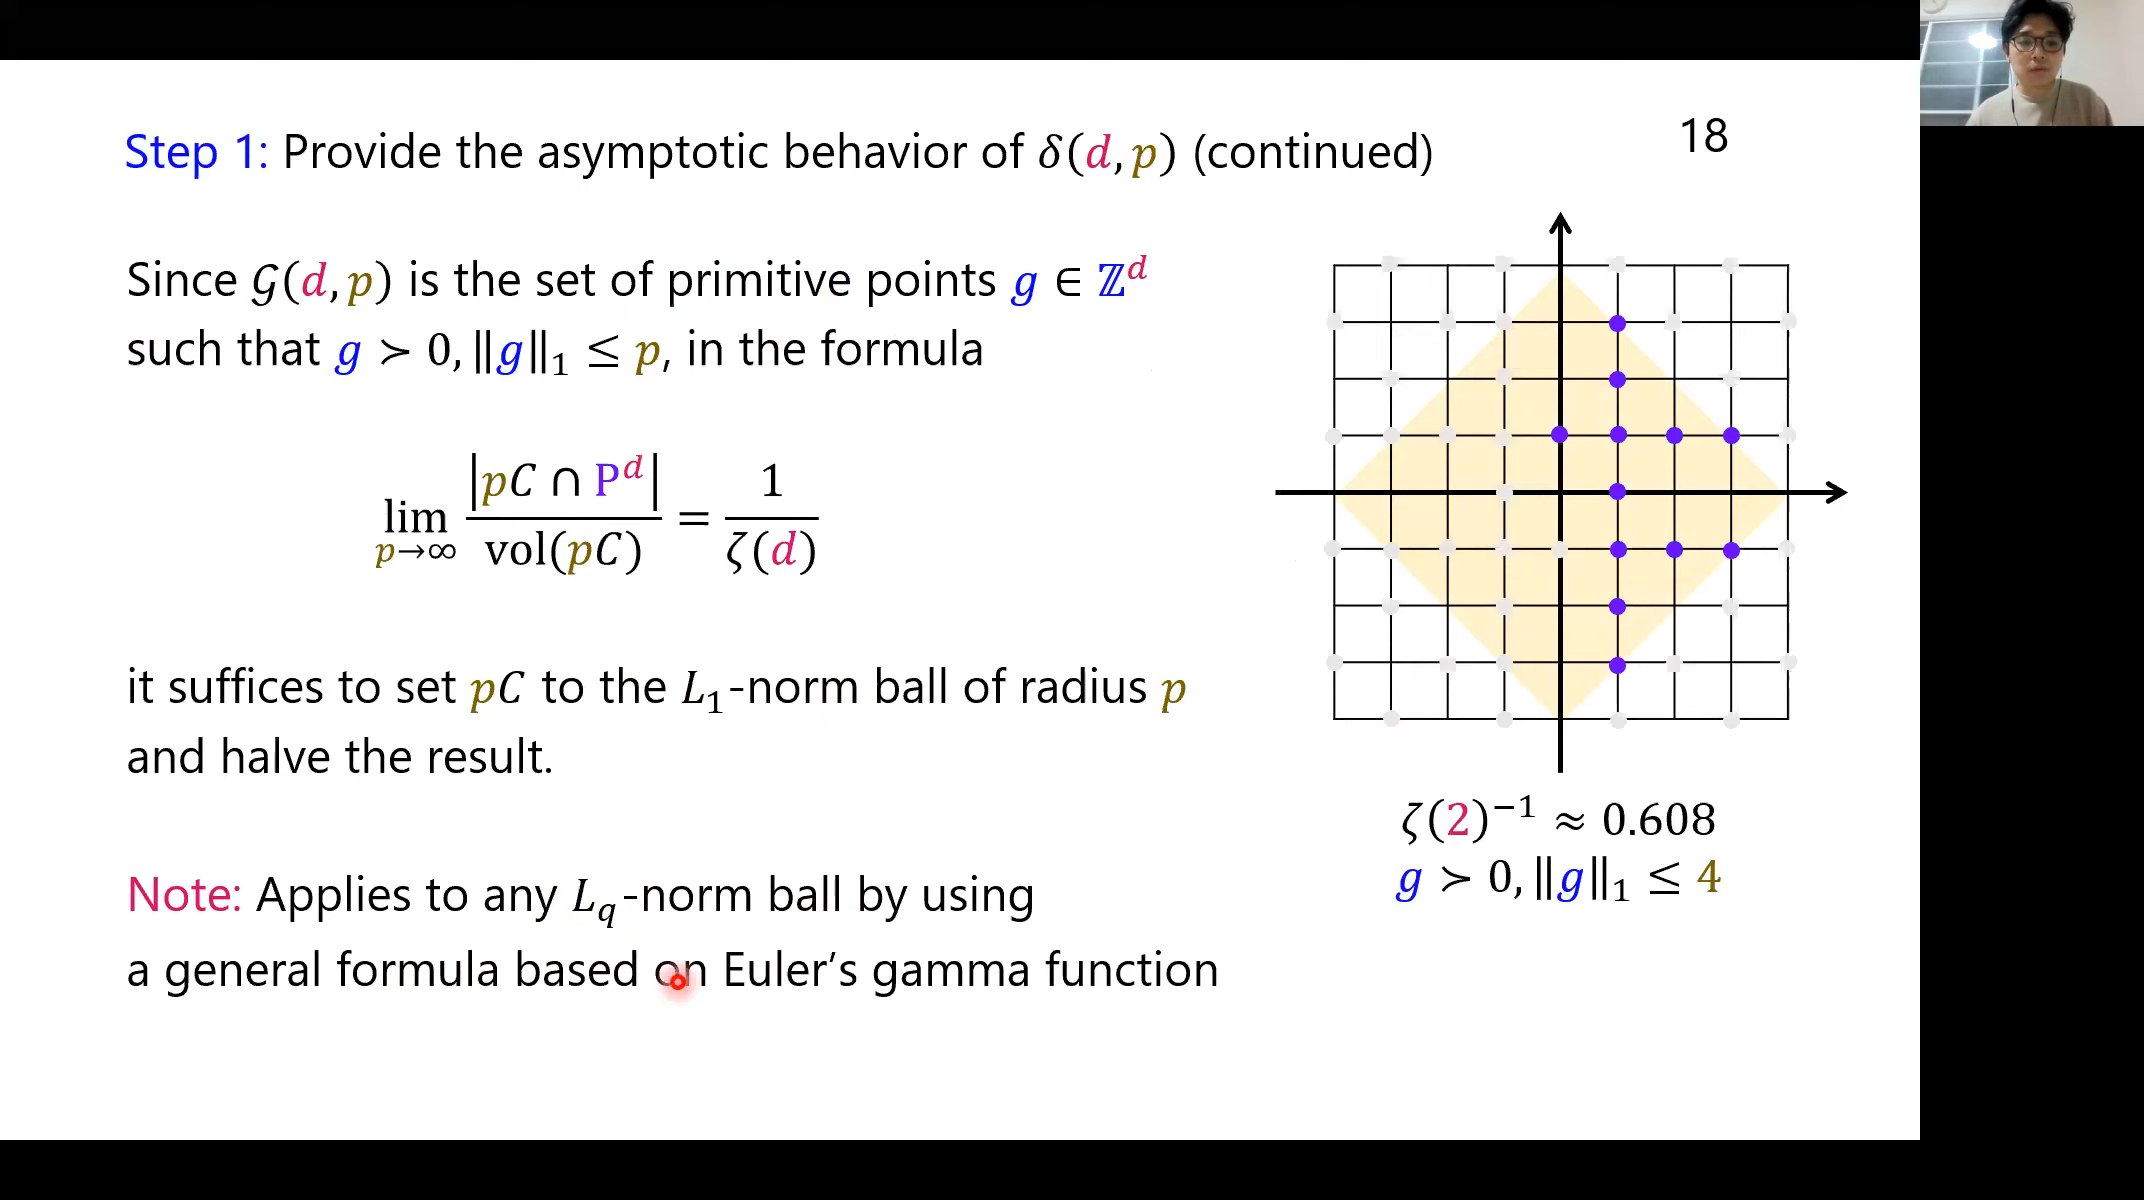 Step 1: Provide the asymptotic behavior of δ(d, p) (continued)
18
Since 𝒢(d, p) is the set of primitive points g ∈ ℤ^d
such that g ≻ 0, ‖g‖₁ ≤ p, in the formula
lim_{p→∞} |pC ∩ P^d| / vol(pC) = 1 / ζ(d)
it suffices to set pC to the L₁-norm ball of radius p
and halve the result.
Note: Applies to any L_q-norm ball by using
a general formula based on Euler’s gamma function
ζ(2)⁻¹ ≈ 0.608
g ≻ 0, ‖g‖₁ ≤ 4